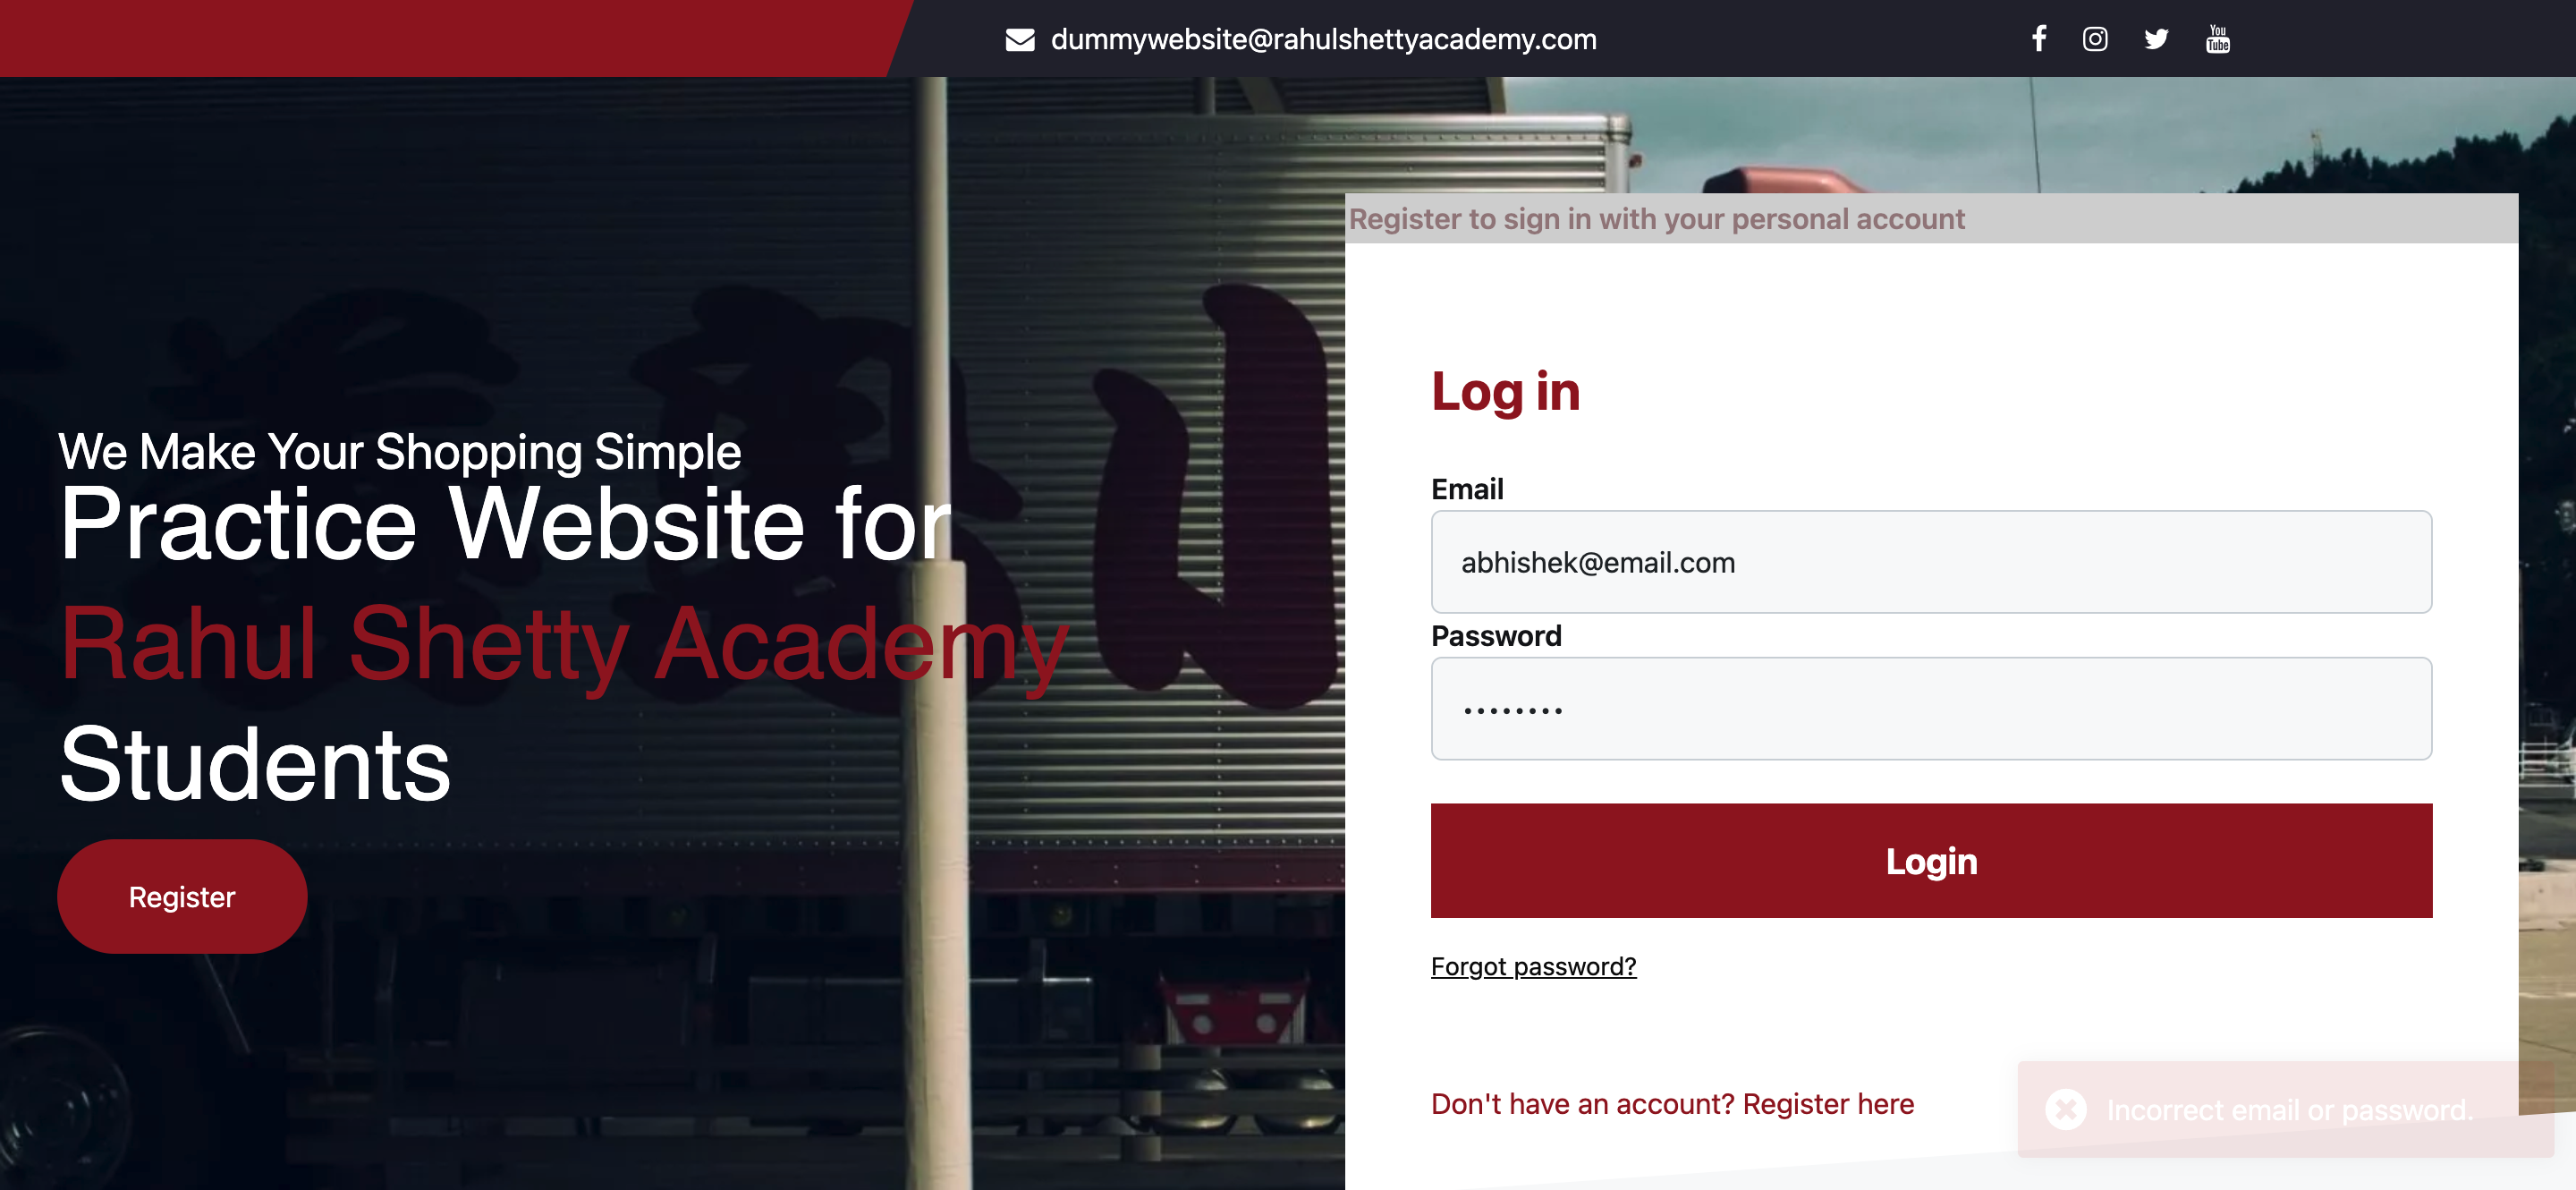 dummywebsite@rahulshettyacademy.com
You
Tube
Register to sign in with your personal account
We Make Your Shopping Simple
Practice Website for
Rahul Shetty Academy
Students
Register
Log in
Email
abhishek@email.com
Password
........
Login
Forgot password?
Don't have an account? Register here
Incorrect email or password.